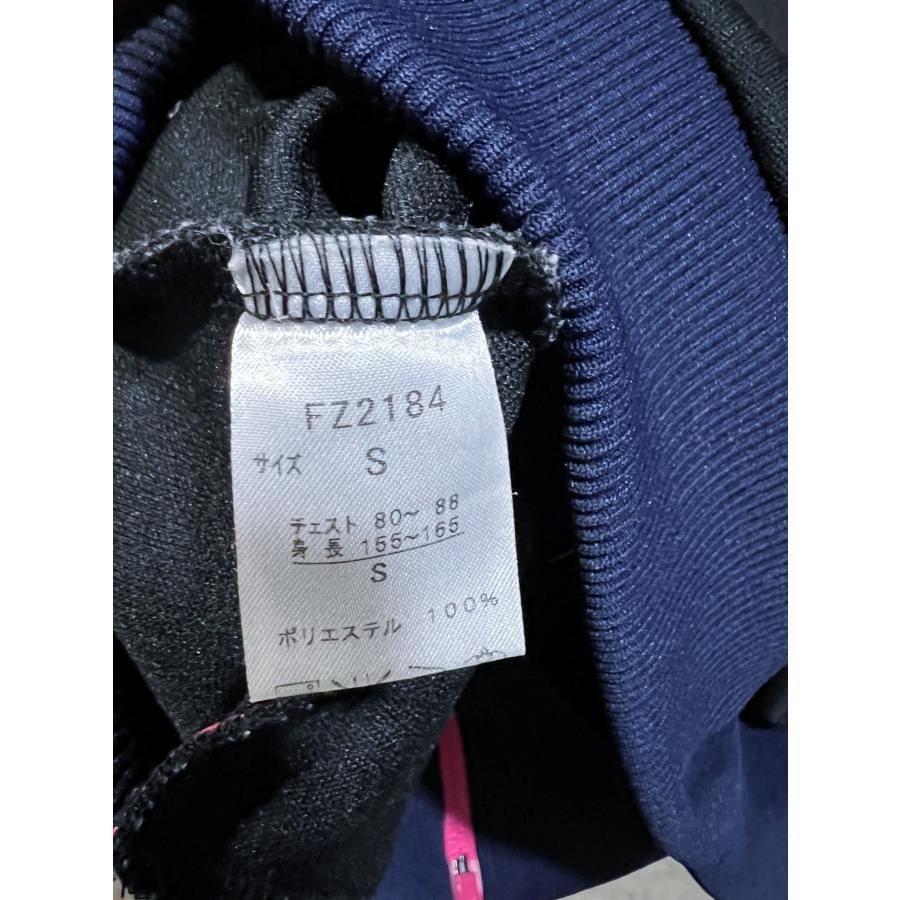 FZ2184
サイズ S
チェスト 80～ 88
身 長 155～165
S
ポリエステル 100%